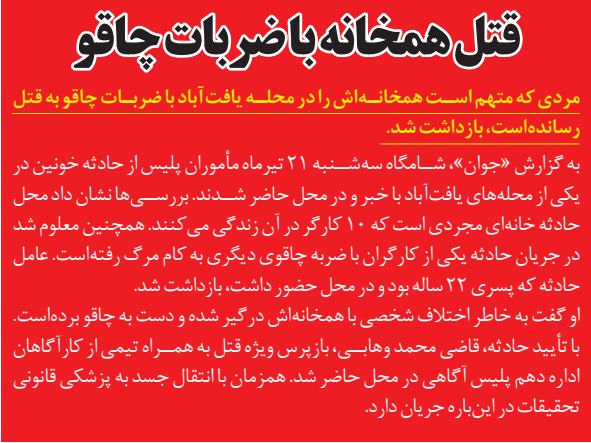 قتل همخانه با ضربات چاقو
مردی که متهم است همخانه‌اش را در محله یافت‌آباد با ضربات چاقو به قتل
رسانده‌است، بازداشت شد.
به گزارش «جوان»، شامگاه سه‌شنبه ۲۱ تیرماه مأموران پلیس از حادثه خونین در
یکی از محله‌های یافت‌آباد با خبر و در محل حاضر شدند. بررسی‌ها نشان داد محل
حادثه خانه‌ای مجردی است که ۱۰ کارگر در آن زندگی می‌کنند. همچنین معلوم شد
در جریان حادثه یکی از کارگران با ضربه چاقوی دیگری به کام مرگ رفته‌است. عامل
حادثه که پسری ۲۲ ساله بود و در محل حضور داشت، بازداشت شد.
او گفت به خاطر اختلاف شخصی با همخانه‌اش درگیر شده و دست به چاقو برده‌است.
با تأیید حادثه، قاضی محمد وهابی، بازپرس ویژه قتل به همراه تیمی از کارآگاهان
اداره دهم پلیس آگاهی در محل حاضر شد. همزمان با انتقال جسد به پزشکی قانونی
تحقیقات در این‌باره جریان دارد.